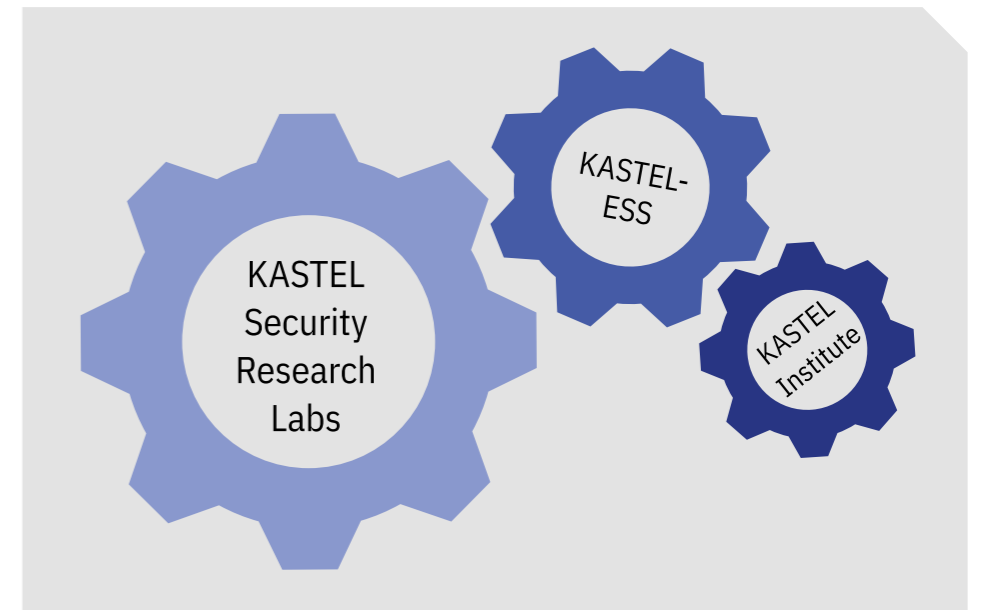 KASTEL
Security
Research
Labs
KASTEL-
ESS
KASTEL
Institute